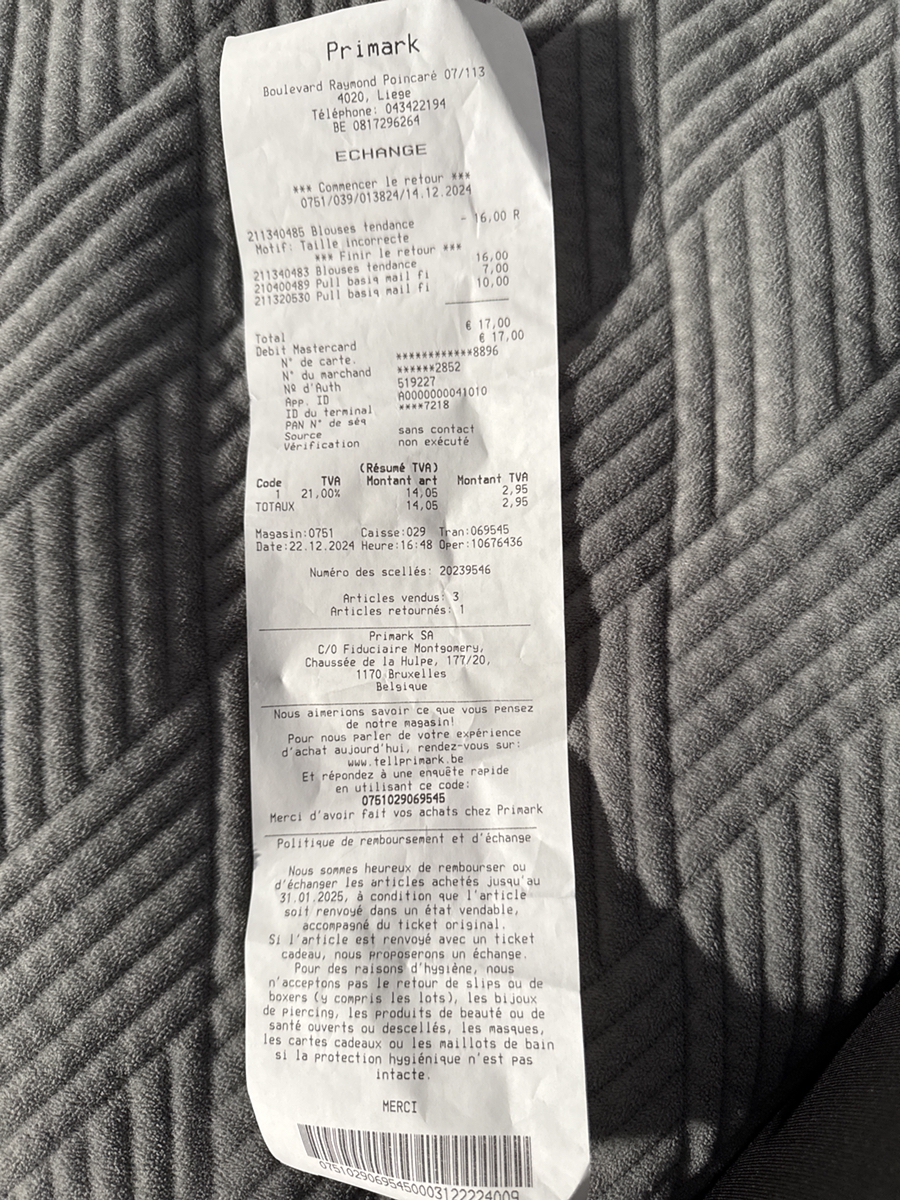 Primark
Boulevard Raymond Poincaré 07/113
4020, Liege
Téléphone: 043422194
BE 0817296264
ECHANGE
*** Commencer le retour ***
0751/039/013824/14.12.2024
211340485 Blouses tendance - 16,00 R
Motif: Taille incorrecte
*** Finir le retour ***
211340483 Blouses tendance 16,00
210400489 Pull basiq mail fi 7,00
211320530 Pull basiq mail fi 10,00
Total € 17,00
Debit Mastercard € 17,00
N° de carte. ************8896
N° du marchand ******2852
Nº d'Auth 519227
App. ID A0000000041010
ID du terminal ****7218
PAN N° de séq
Source sans contact
Vérification non exécuté
(Résumé TVA)
Code TVA Montant art Montant TVA
1 21,00% 14,05 2,95
TOTAUX 14,05 2,95
Magasin:0751 Caisse:029 Tran:069545
Date:22.12.2024 Heure:16:48 Oper:10676436
Numéro des scellés: 20239546
Articles vendus: 3
Articles retournés: 1
Primark SA
C/O Fiduciaire Montgomery,
Chaussée de la Hulpe, 177/20,
1170 Bruxelles
Belgique
Nous aimerions savoir ce que vous pensez
de notre magasin!
Pour nous parler de votre expérience
d'achat aujourd'hui, rendez-vous sur:
www.tellprimark.be
Et répondez à une enquête rapide
en utilisant ce code:
0751029069545
Merci d'avoir fait vos achats chez Primark
Politique de remboursement et d'échange
Nous sommes heureux de rembourser ou
d'échanger les articles achetés jusqu'au
31.01.2025, à condition que l'article
soit renvoyé dans un état vendable,
accompagné du ticket original.
Si l'article est renvoyé avec un ticket
cadeau, nous proposerons un échange.
Pour des raisons d'hygiène, nous
n'acceptons pas le retour de slips ou de
boxers (y compris les lots), les bijoux
de piercing, les produits de beauté ou de
santé ouverts ou descellés, les masques,
les cartes cadeaux ou les maillots de bain
si la protection hygiénique n'est pas
intacte.
MERCI
07510290695450003122224009